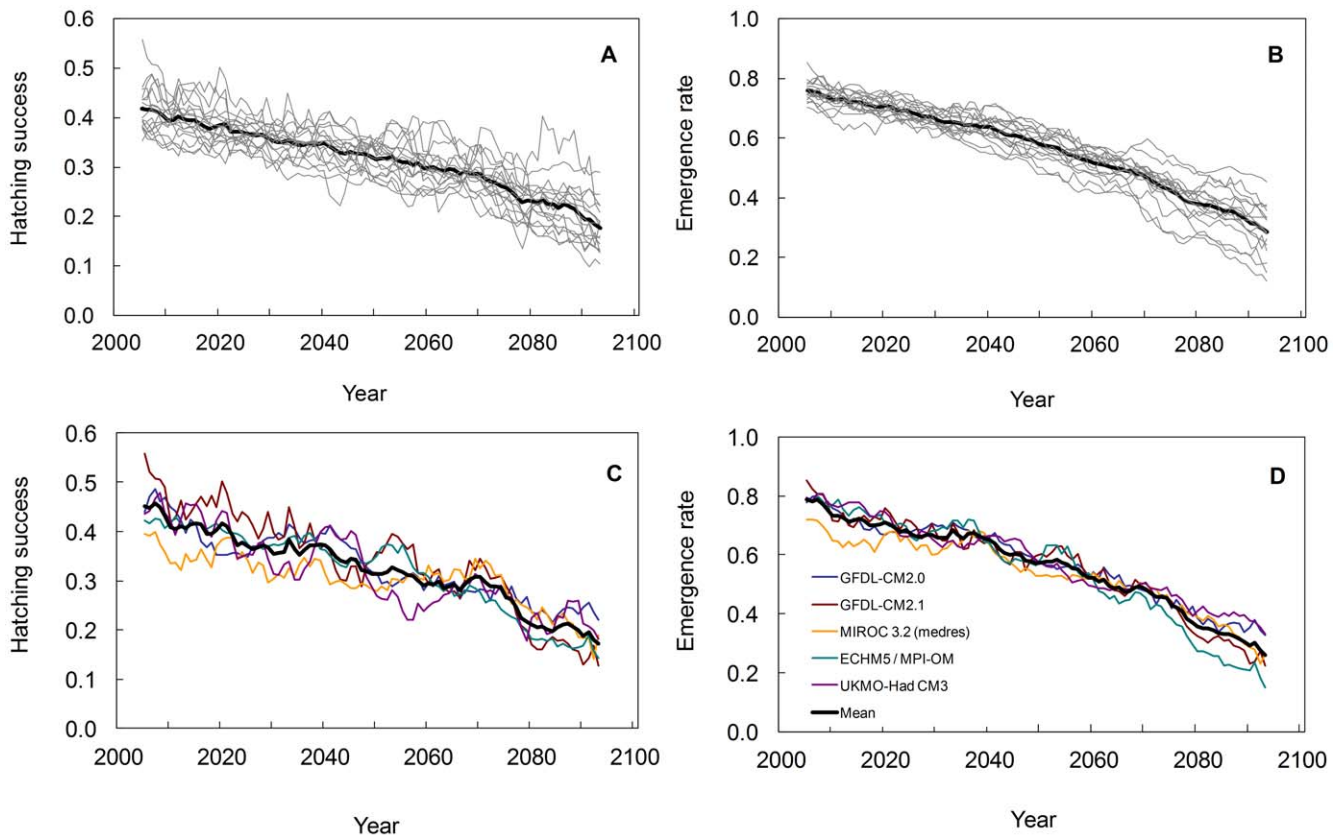 A
Hatching success
0.6
0.5
0.4
0.3
0.2
0.1
0.0
2000 2020 2040 2060 2080 2100
Year
B
Emergence rate
1.0
0.8
0.6
0.4
0.2
0.0
2000 2020 2040 2060 2080 2100
Year
C
Hatching success
0.6
0.5
0.4
0.3
0.2
0.1
0.0
2000 2020 2040 2060 2080 2100
Year
D
Emergence rate
1.0
0.8
0.6
0.4
0.2
0.0
GFDL-CM2.0
GFDL-CM2.1
MIROC 3.2 (medres)
ECHM5 / MPI-OM
UKMO-Had CM3
Mean
2000 2020 2040 2060 2080 2100
Year